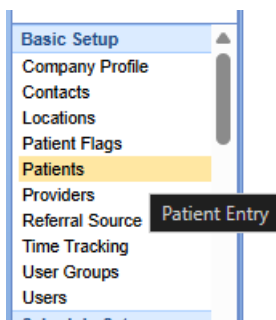 Basic Setup
Company Profile
Contacts
Locations
Patient Flags
Patients
Providers
Referral Source
Patient Entry
Time Tracking
User Groups
Users